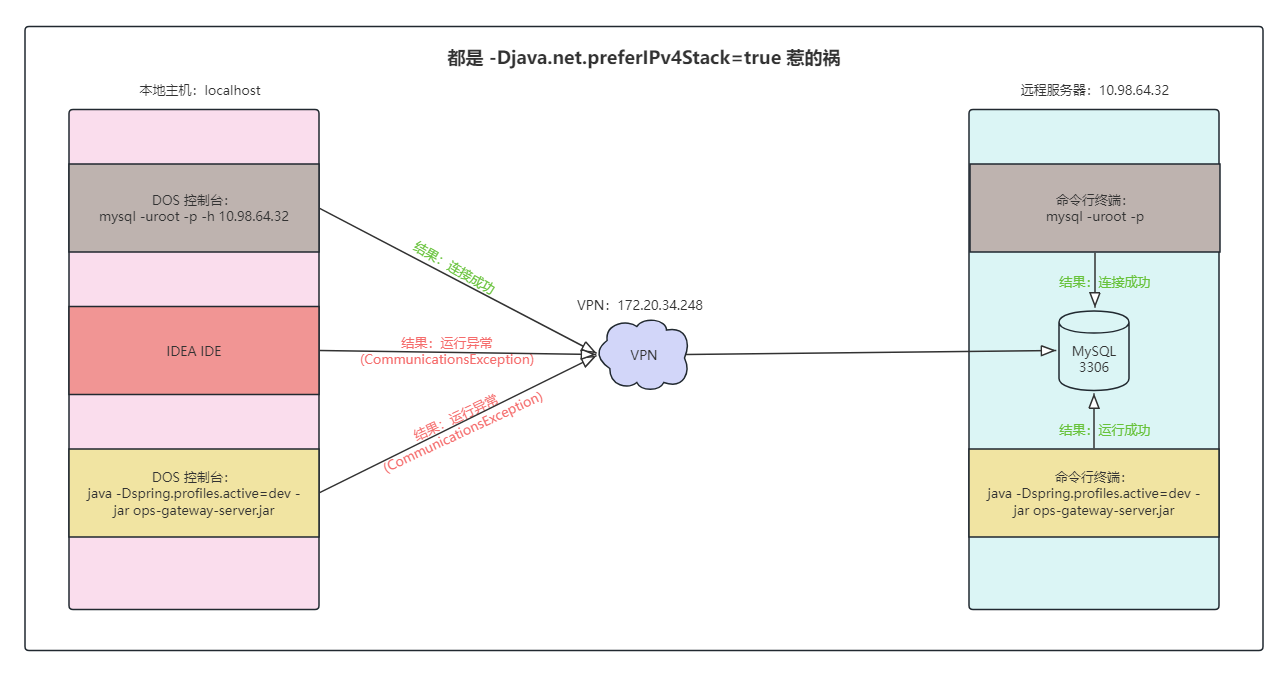 都是 -Djava.net.preferIPv4Stack=true 惹的祸
本地主机：localhost
DOS 控制台：
mysql -uroot -p -h 10.98.64.32
IDEA IDE
DOS 控制台：
java -Dspring.profiles.active=dev -
jar ops-gateway-server.jar
结果：连接成功
结果：运行异常
(CommunicationsException)
结果：运行异常
(CommunicationsException)
VPN：172.20.34.248
VPN
远程服务器：10.98.64.32
命令行终端：
mysql -uroot -p
结果：连接成功
MySQL
3306
结果：运行成功
命令行终端：
java -Dspring.profiles.active=dev -
jar ops-gateway-server.jar